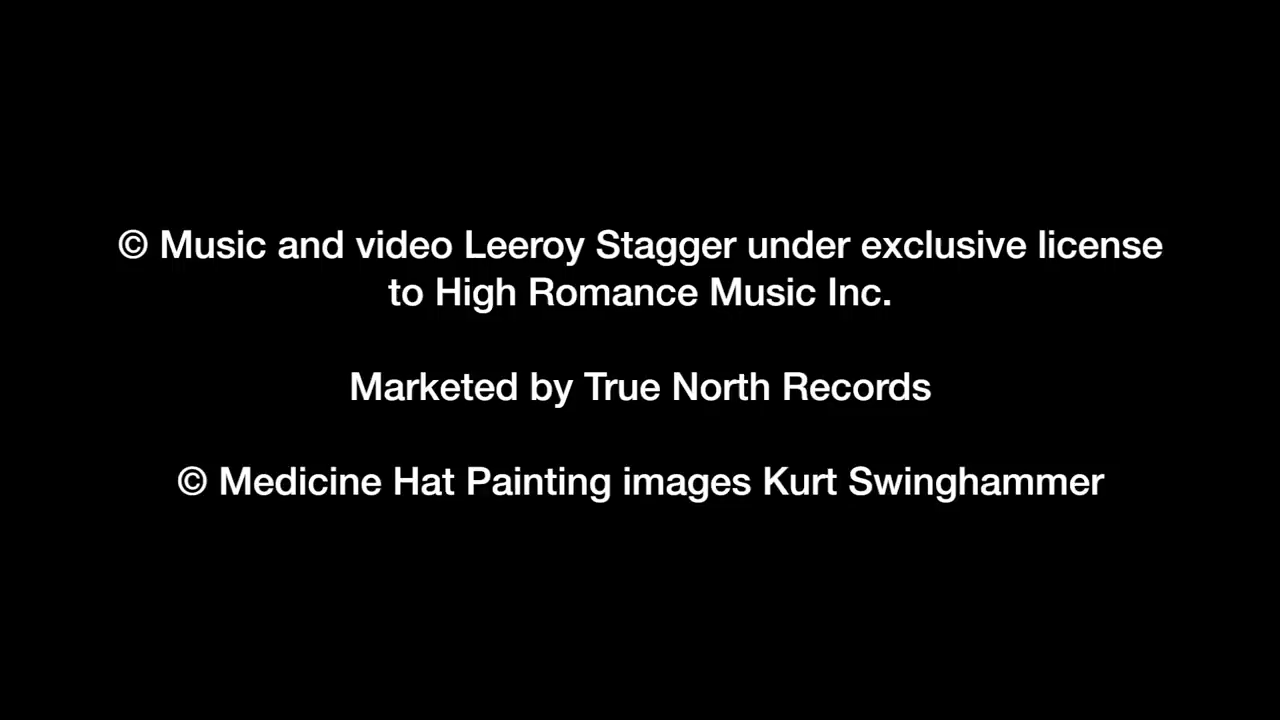 © Music and video Leeroy Stagger under exclusive license
to High Romance Music Inc.
Marketed by True North Records
© Medicine Hat Painting images Kurt Swinghammer